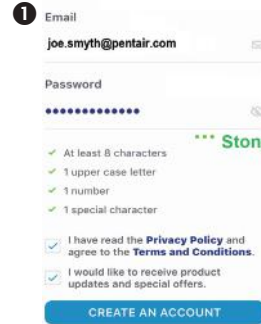 1
Email
joe.smyth@pentair.com
Password
•••••••••••••
*** Ston
✓ At least 8 characters
✓ 1 upper case letter
✓ 1 number
✓ 1 special character
I have read the Privacy Policy and
agree to the Terms and Conditions.
I would like to receive product
updates and special offers.
CREATE AN ACCOUNT